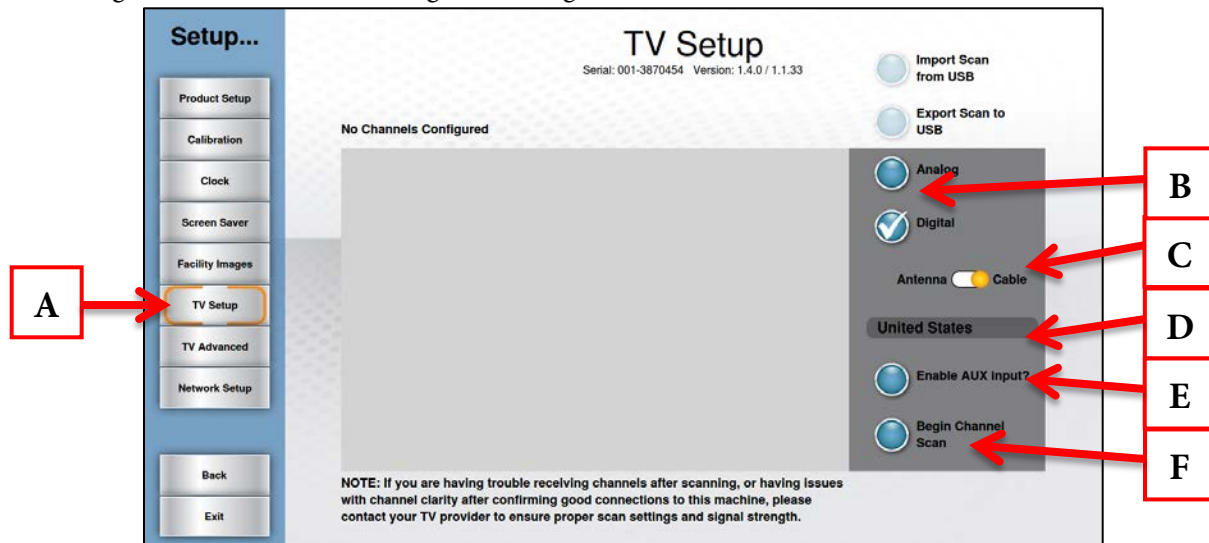 Setup...
Product Setup
Calibration
Clock
Screen Saver
Facility Images
TV Setup
TV Advanced
Network Setup
Back
Exit
A
TV Setup
Serial: 001-3870454 Version: 1.4.0 / 1.1.33
Import Scan
from USB
Export Scan to
USB
No Channels Configured
Analog
Digital
Antenna Cable
United States
Enable AUX input?
Begin Channel
Scan
B
C
D
E
F
NOTE: If you are having trouble receiving channels after scanning, or having issues
with channel clarity after confirming good connections to this machine, please
contact your TV provider to ensure proper scan settings and signal strength.